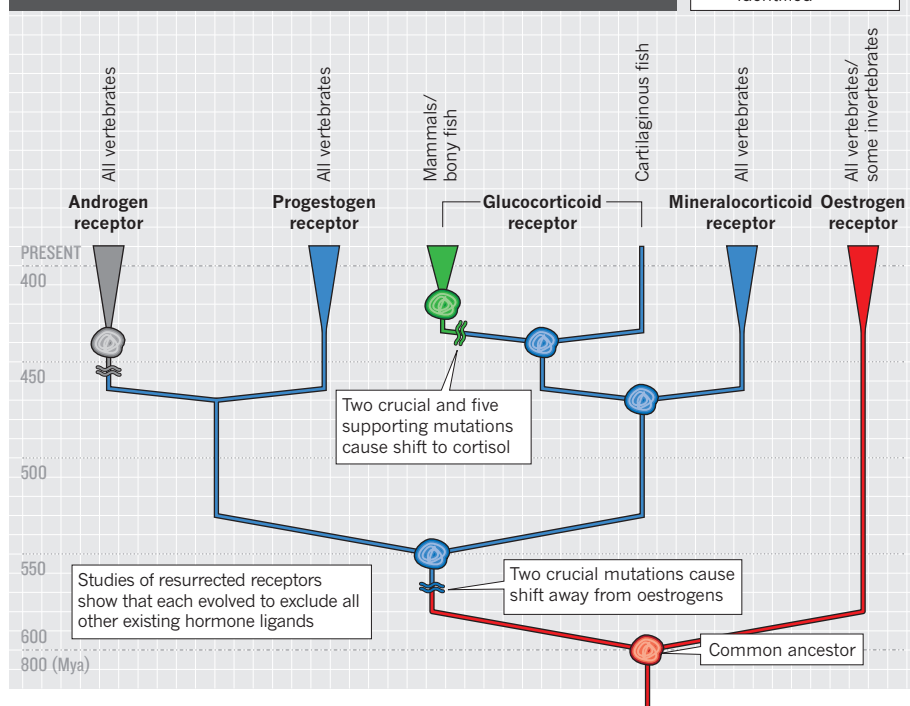 identified
All vertebrates
All vertebrates
Mammals/
bony fish
Cartilaginous fish
All vertebrates
All vertebrates/
some invertebrates
Androgen
receptor
Progestogen
receptor
Glucocorticoid
receptor
Mineralocorticoid
receptor
Oestrogen
receptor
PRESENT
400
450
Two crucial and five
supporting mutations
cause shift to cortisol
500
550
Studies of resurrected receptors
show that each evolved to exclude all
other existing hormone ligands
Two crucial mutations cause
shift away from oestrogens
600
800 (Mya)
Common ancestor